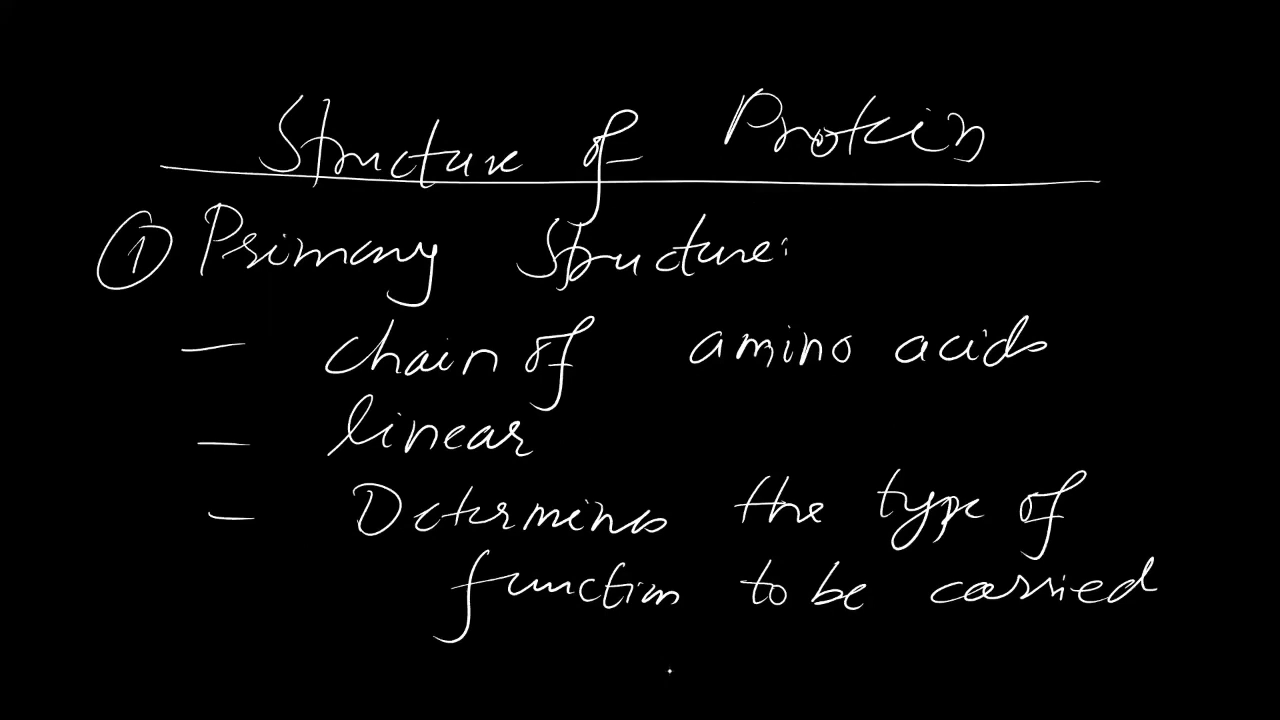 Structure of Protein
① Primary Structure:
— chain of amino acids
— linear
— Determines the type of
function to be carried